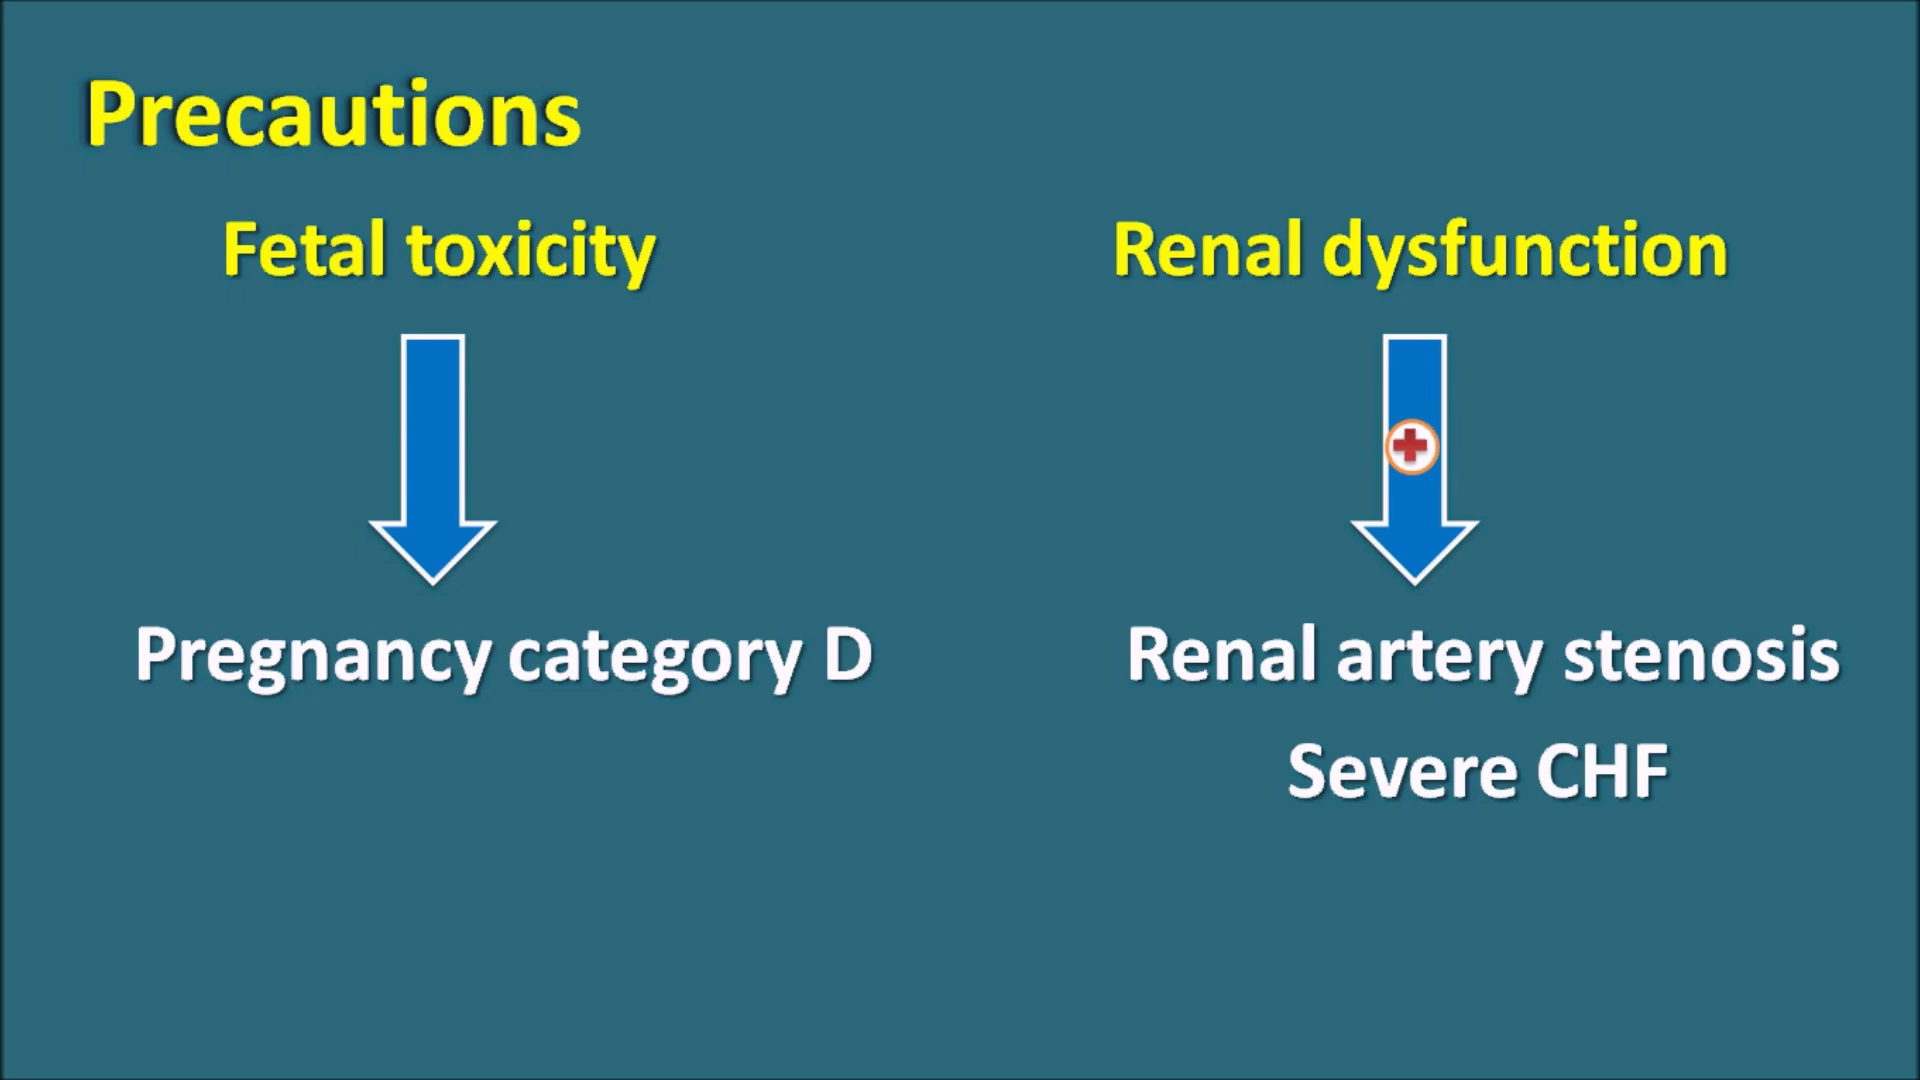 Precautions
Fetal toxicity
Renal dysfunction
Pregnancy category D
Renal artery stenosis
Severe CHF